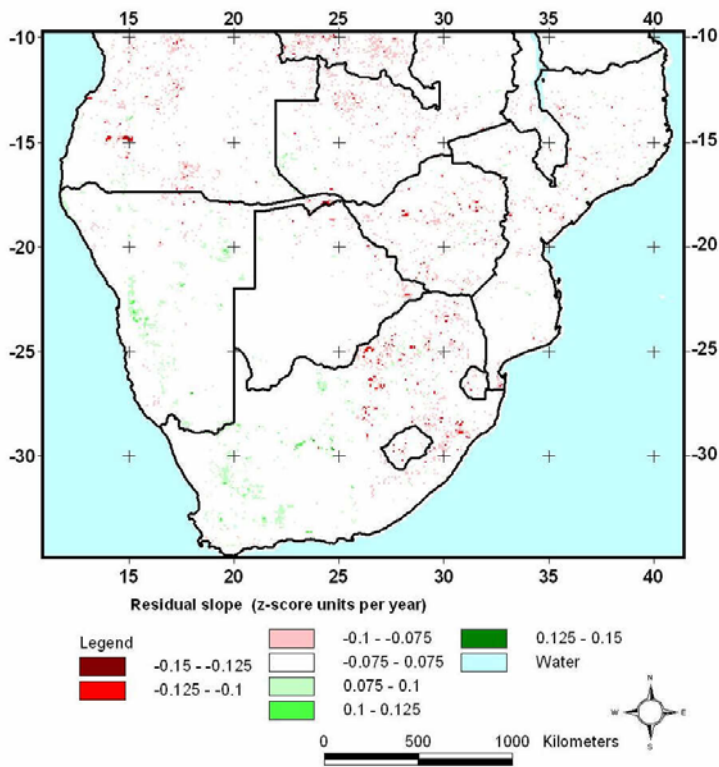 15 20 25 30 35 40
-10 -10
-15 -15
-20 -20
-25 -25
-30 -30
15 20 25 30 35 40
Residual slope (z-score units per year)
Legend
-0.15 - -0.125
-0.125 - -0.1
-0.1 - -0.075
-0.075 - 0.075
0.075 - 0.1
0.1 - 0.125
0.125 - 0.15
Water
N
W E
S
0 500 1000 Kilometers